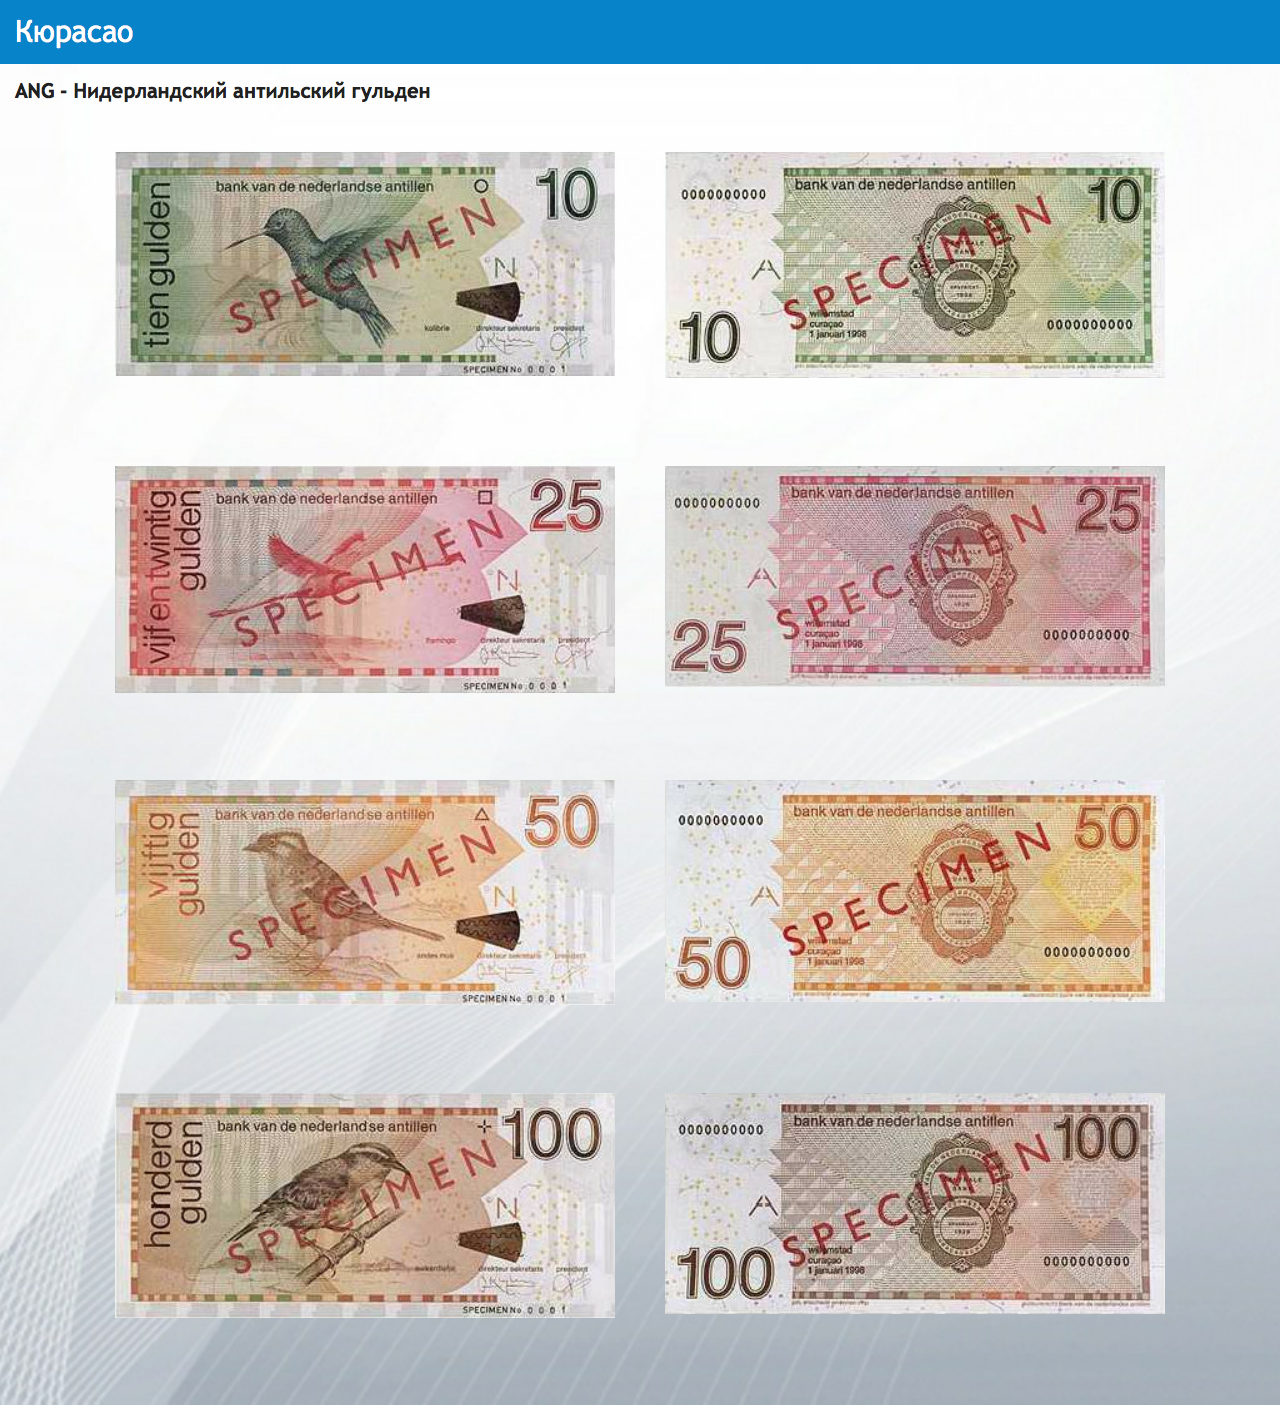 Кюрасао
ANG - Нидерландский антильский гульден
tien gulden
bank van de nederlandse antillen
10
SPECIMEN
N
kolibrie
direkteur sekretaris
president
SPECIMEN No 0 0 0 1
0000000000
bank van de nederlandse antillen
10
SPECIMEN
A
10
willemstad
curaçao
1 januari 1998
0000000000
vijf en twintig
gulden
bank van de nederlandse antillen
25
SPECIMEN
N
flamingo
direkteur sekretaris
president
SPECIMEN No 0 0 0 1
0000000000
bank van de nederlandse antillen
25
SPECIMEN
A
25
willemstad
curaçao
1 januari 1998
0000000000
vijftig
gulden
bank van de nederlandse antillen
50
SPECIMEN
N
andes mus
direkteur sekretaris
president
SPECIMEN No 0 0 0 1
0000000000
bank van de nederlandse antillen
50
SPECIMEN
A
50
willemstad
curaçao
1 januari 1998
0000000000
honderd
gulden
bank van de nederlandse antillen
100
SPECIMEN
N
direkteur sekretaris
president
SPECIMEN No 0 0 0 1
0000000000
bank van de nederlandse antillen
100
SPECIMEN
A
100
willemstad
curaçao
1 januari 1998
0000000000